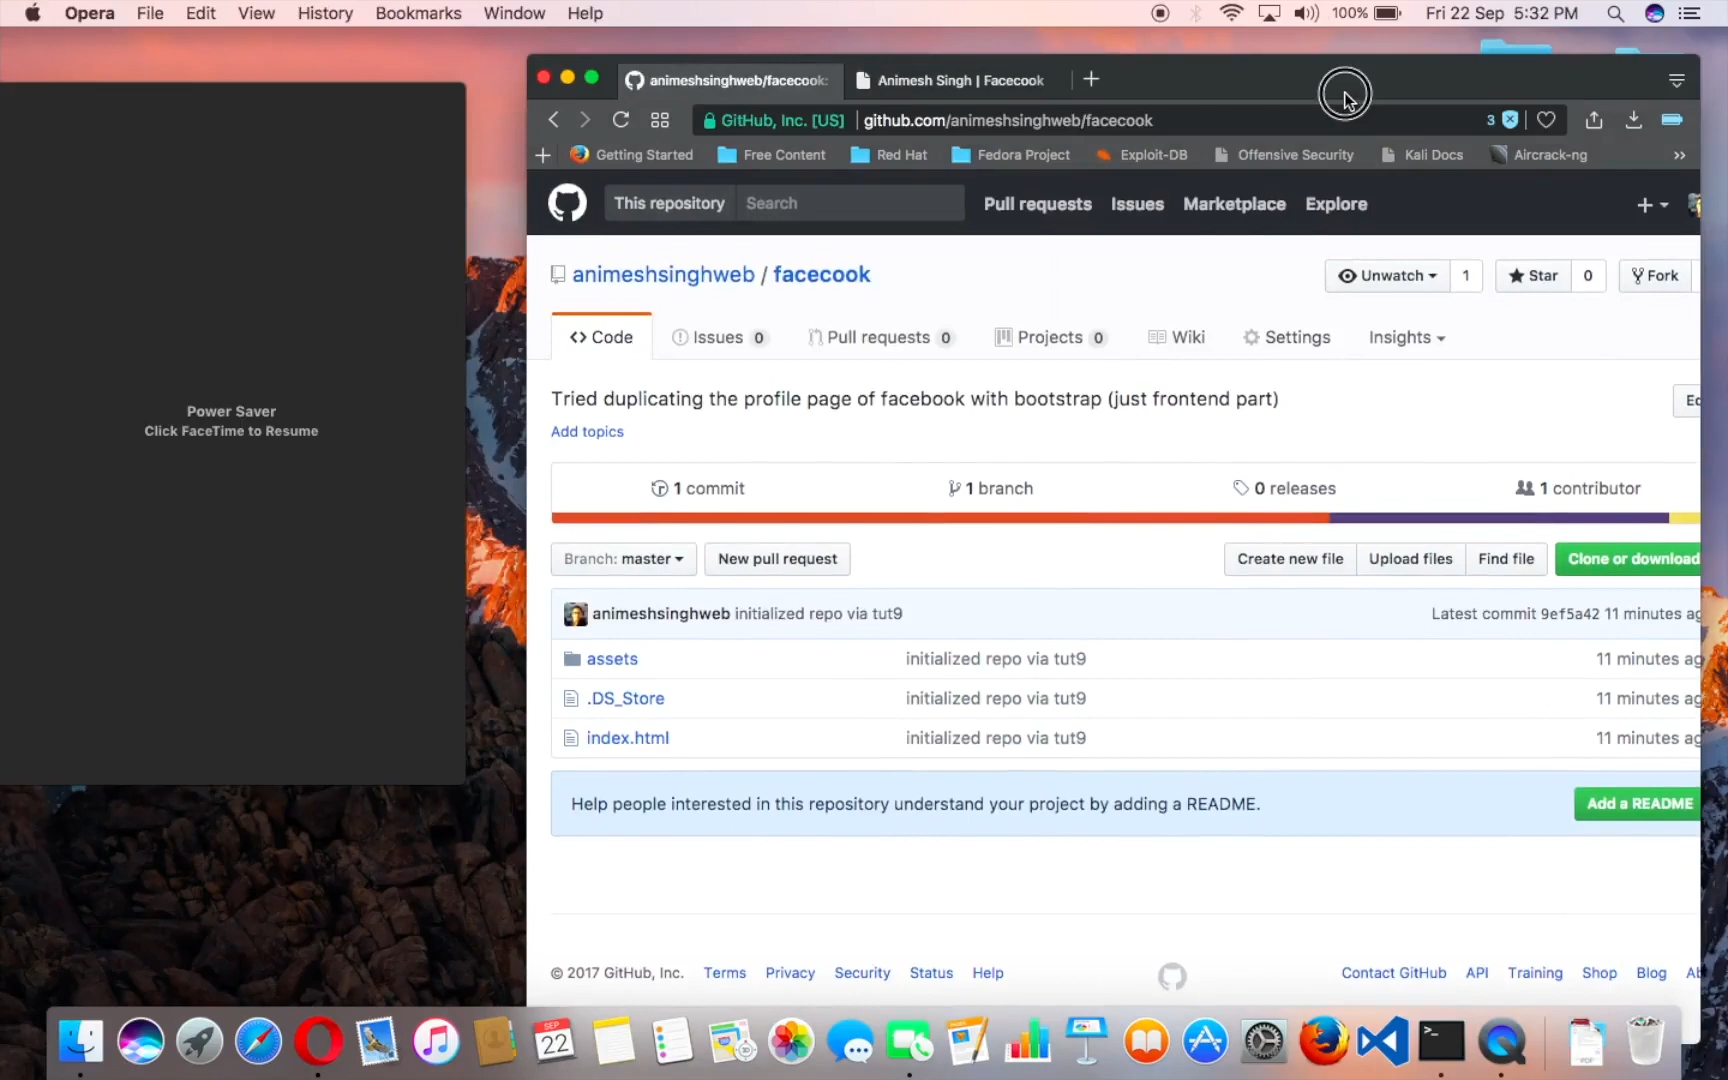 Opera File Edit View History Bookmarks Window Help 100% Fri 22 Sep 5:32 PM
animeshsinghweb/facecook: Animesh Singh | Facecook
GitHub, Inc. [US] github.com/animeshsinghweb/facecook 3
Getting Started Free Content Red Hat Fedora Project Exploit-DB Offensive Security Kali Docs Aircrack-ng
This repository Search Pull requests Issues Marketplace Explore
animeshsinghweb / facecook Unwatch 1 Star 0 Fork
Code Issues 0 Pull requests 0 Projects 0 Wiki Settings Insights
Tried duplicating the profile page of facebook with bootstrap (just frontend part)
Add topics
Power Saver
Click FaceTime to Resume
1 commit 1 branch 0 releases 1 contributor
Branch: master New pull request Create new file Upload files Find file Clone or download
animeshsinghweb initialized repo via tut9 Latest commit 9ef5a42 11 minutes ag
assets initialized repo via tut9 11 minutes ag
.DS_Store initialized repo via tut9 11 minutes ag
index.html initialized repo via tut9 11 minutes ag
Help people interested in this repository understand your project by adding a README. Add a README
© 2017 GitHub, Inc. Terms Privacy Security Status Help Contact GitHub API Training Shop Blog Ab
SEP
22